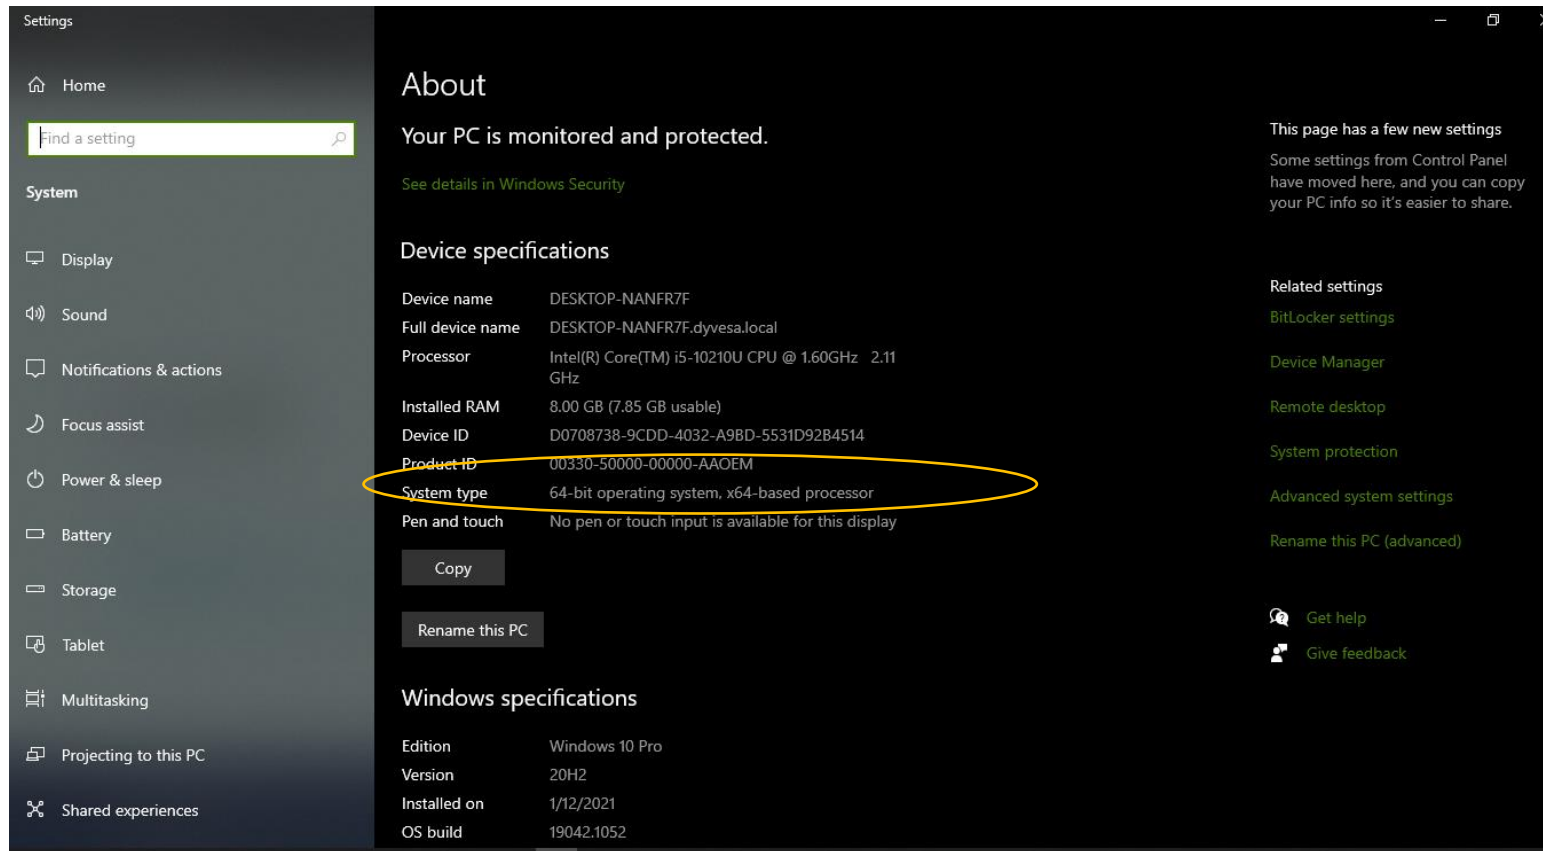 Settings
Home
Find a setting
System
Display
Sound
Notifications & actions
Focus assist
Power & sleep
Battery
Storage
Tablet
Multitasking
Projecting to this PC
Shared experiences
About
Your PC is monitored and protected.
See details in Windows Security
Device specifications
Device name DESKTOP-NANFR7F
Full device name DESKTOP-NANFR7F.dyvesa.local
Processor Intel(R) Core(TM) i5-10210U CPU @ 1.60GHz 2.11
GHz
Installed RAM 8.00 GB (7.85 GB usable)
Device ID D0708738-9CDD-4032-A9BD-5531D92B4514
Product ID 00330-50000-00000-AAOEM
System type 64-bit operating system, x64-based processor
Pen and touch No pen or touch input is available for this display
Copy
Rename this PC
Windows specifications
Edition Windows 10 Pro
Version 20H2
Installed on 1/12/2021
OS build 19042.1052
This page has a few new settings
Some settings from Control Panel
have moved here, and you can copy
your PC info so it's easier to share.
Related settings
BitLocker settings
Device Manager
Remote desktop
System protection
Advanced system settings
Rename this PC (advanced)
Get help
Give feedback